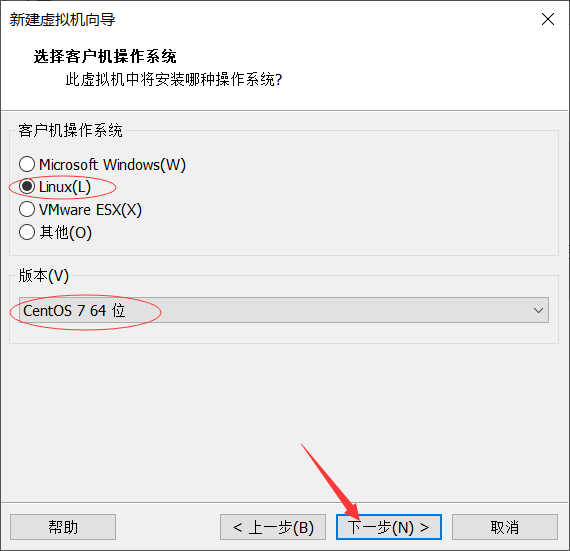 新建虚拟机向导
选择客户机操作系统
此虚拟机中将安装哪种操作系统?
客户机操作系统
Microsoft Windows(W)
Linux(L)
VMware ESX(X)
其他(O)
版本(V)
CentOS 7 64 位
帮助
< 上一步(B)
下一步(N) >
取消